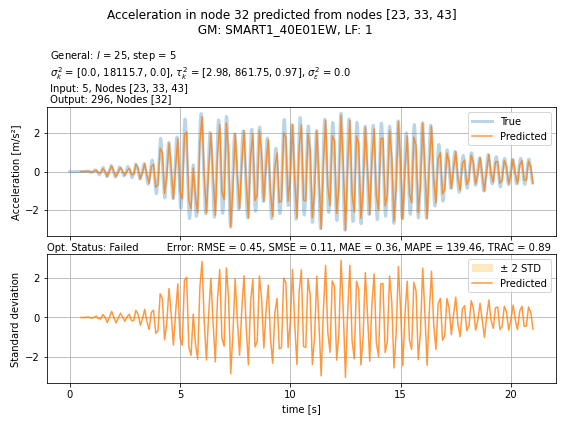 Acceleration in node 32 predicted from nodes [23, 33, 43]
GM: SMART1_40E01EW, LF: 1
General: l = 25, step = 5
σ²ₖ = [0.0, 18115.7, 0.0], τ²ₖ = [2.98, 861.75, 0.97], σ²ε = 0.0
Input: 5, Nodes [23, 33, 43]
Output: 296, Nodes [32]
True
Predicted
Acceleration [m/s²]
2
0
−2
Opt. Status: Failed Error: RMSE = 0.45, SMSE = 0.11, MAE = 0.36, MAPE = 139.46, TRAC = 0.89
± 2 STD
Predicted
Standard deviation
2
0
−2
0 5 10 15 20
time [s]